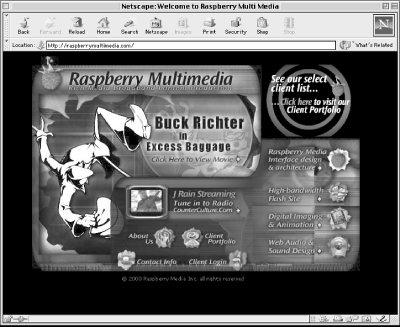 Netscape: Welcome to Raspberry Multi Media
Back Forward Reload Home Search Netscape Images Print Security Shop Stop
Location: http://raspberrymultimedia.com/ What's Related
Raspberry Multimedia
See our select
client list...
...Click here to visit our
Client Portfolio
Buck Richter
in
Excess Baggage
Click Here to View Movie
Raspberry Media
Interface design
& architecture
J Rain Streaming
Tune in to Radio
CounterCulture.Com
High-bandwidth
Flash Site
Digital Imaging
& Animation
About
Us
Client
Portfolio
Web Audio &
Sound Design
Contact Info
Client Login
© 2003 Raspberry Media Inc. all rights reserved